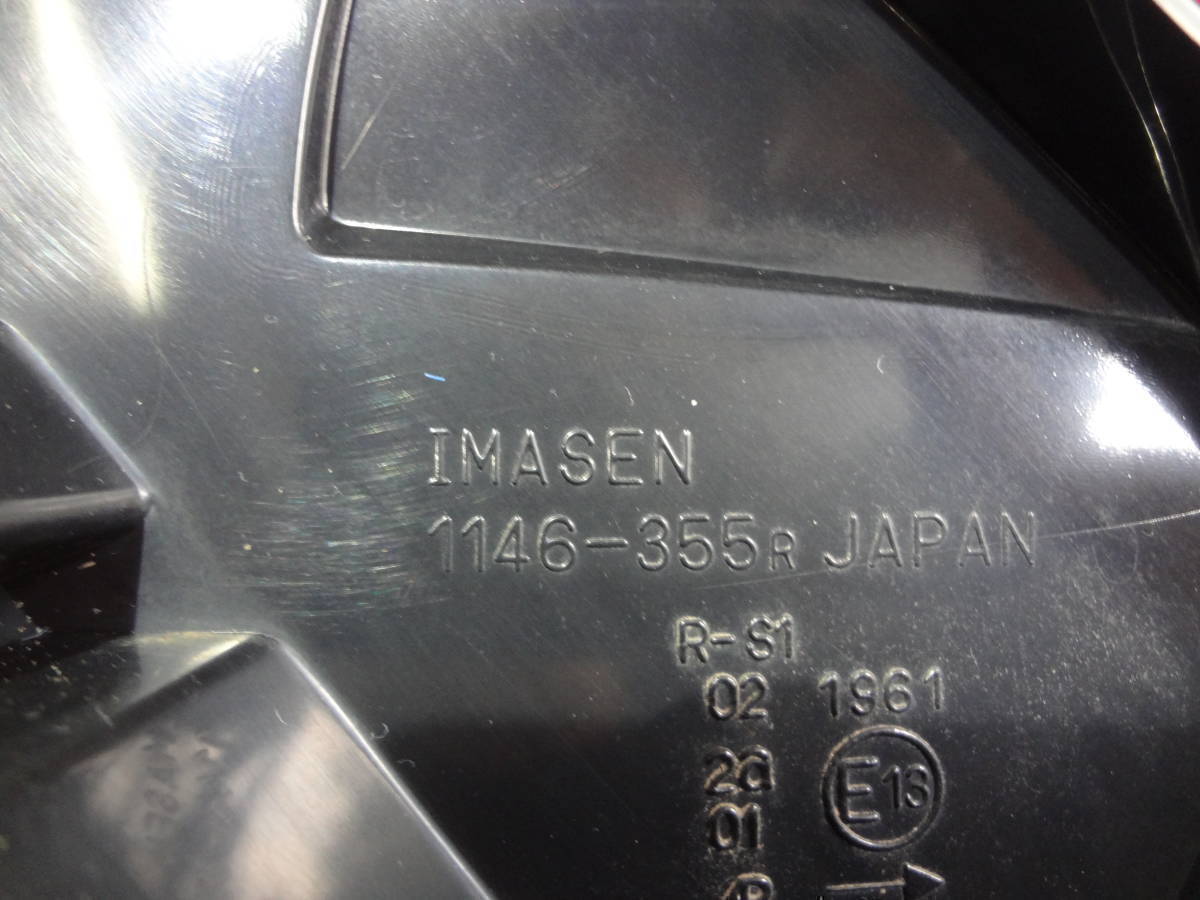 IMASEN
1146-355R JAPAN
R-S1
02 1961
2a
01 E13